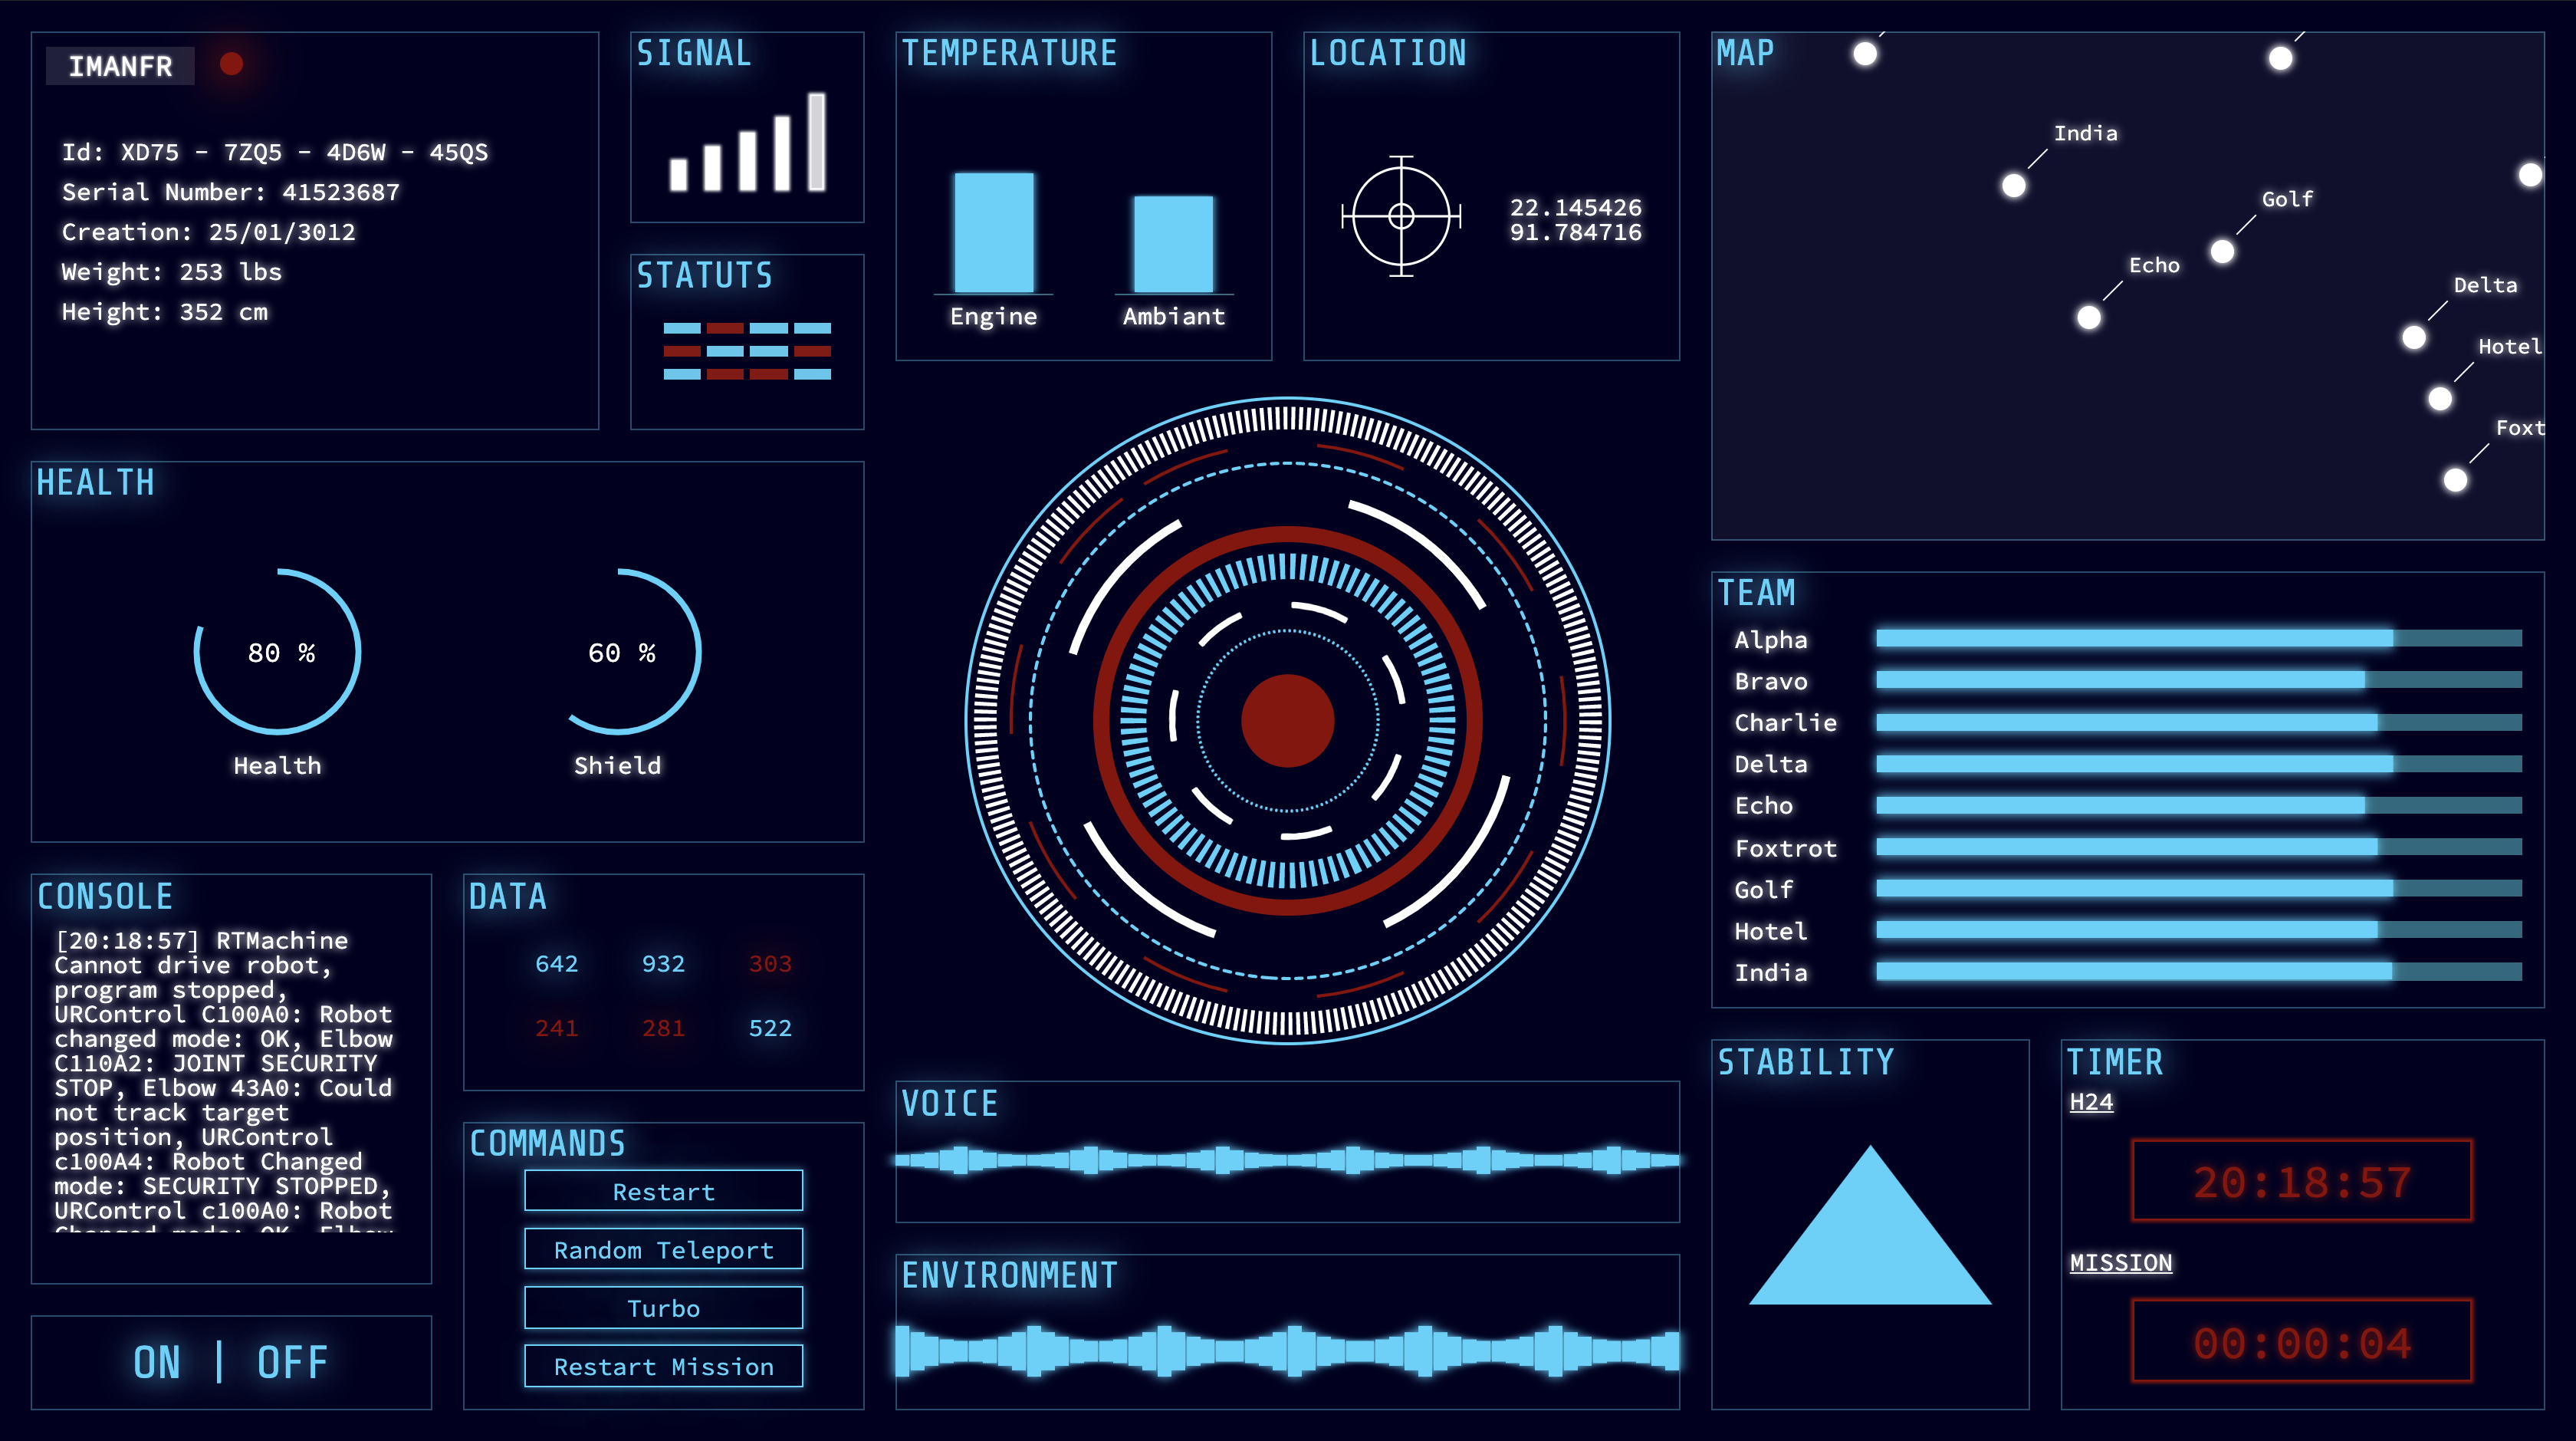 IMANFR
Id: XD75 - 7ZQ5 - 4D6W - 45QS
Serial Number: 41523687
Creation: 25/01/3012
Weight: 253 lbs
Height: 352 cm
SIGNAL
STATUTS
TEMPERATURE
Engine
Ambiant
LOCATION
22.145426
91.784716
MAP
India
Golf
Echo
Delta
Hotel
Foxt
HEALTH
80 %
60 %
Health
Shield
TEAM
Alpha
Bravo
Charlie
Delta
Echo
Foxtrot
Golf
Hotel
India
CONSOLE
[20:18:57] RTMachine
Cannot drive robot,
program stopped,
URControl C100A0: Robot
changed mode: OK, Elbow
C110A2: JOINT SECURITY
STOP, Elbow 43A0: Could
not track target
position, URControl
c100A4: Robot Changed
mode: SECURITY STOPPED,
URControl c100A0: Robot
Changed mode: OK, Elbow
ON | OFF
DATA
642 932 303
241 281 522
COMMANDS
Restart
Random Teleport
Turbo
Restart Mission
VOICE
ENVIRONMENT
STABILITY
TIMER
H24
20:18:57
MISSION
00:00:04